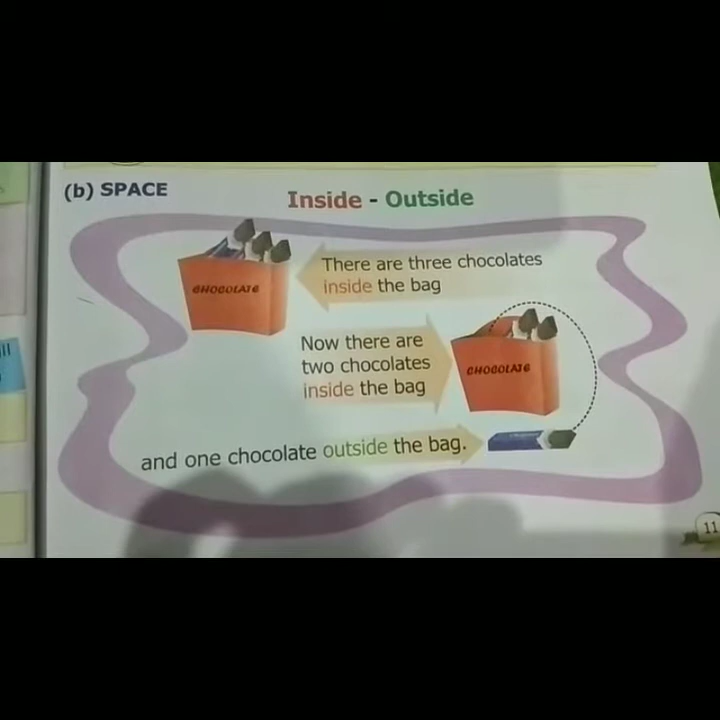 (b) SPACE
Inside - Outside
CHOCOLATE
There are three chocolates
inside the bag
Now there are
two chocolates
inside the bag
CHOCOLATE
and one chocolate outside the bag.
11